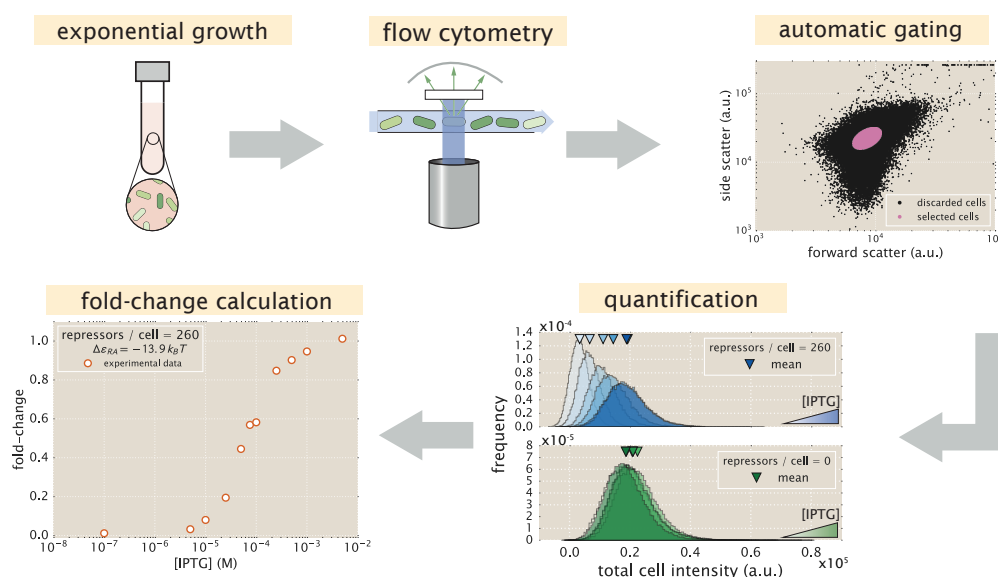 exponential growth
flow cytometry
automatic gating
side scatter (a.u.)
10⁵
10⁴
10³
discarded cells
selected cells
10³
10⁴
10⁵
forward scatter (a.u.)
fold-change calculation
fold-change
1.0
0.8
0.6
0.4
0.2
0.0
repressors / cell = 260
Δε_RA = −13.9 k_BT
experimental data
10⁻⁸
10⁻⁷
10⁻⁶
10⁻⁵
10⁻⁴
10⁻³
10⁻²
[IPTG] (M)
quantification
frequency
x10⁻⁴
1.4
1.2
1.0
0.8
0.6
0.4
0.2
0.0
repressors / cell = 260
mean
[IPTG]
x10⁻⁵
8
7
6
5
4
3
2
1
0
repressors / cell = 0
mean
[IPTG]
0.0
0.2
0.4
0.6
0.8
x10⁵
total cell intensity (a.u.)